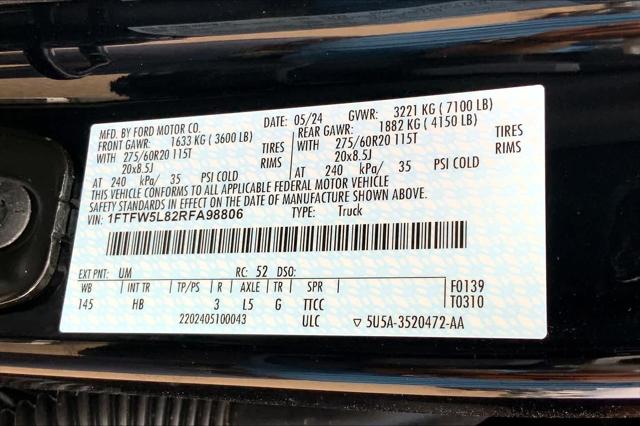 MFD. BY FORD MOTOR CO. DATE: 05/24 GVWR: 3221 KG ( 7100 LB)
FRONT GAWR: 1633 KG ( 3600 LB) REAR GAWR: 1882 KG ( 4150 LB)
WITH 275/60R20 115T TIRES WITH 275/60R20 115T TIRES
20x8.5J RIMS 20x8.5J RIMS
AT 240 kPa/ 35 PSI COLD AT 240 kPa/ 35 PSI COLD
THIS VEHICLE CONFORMS TO ALL APPLICABLE FEDERAL MOTOR VEHICLE
SAFETY STANDARDS IN EFFECT ON THE DATE OF MANUFACTURE SHOWN ABOVE.
VIN: 1FTFW5L82RFA98806 TYPE: Truck
EXT PNT: UM RC: 52 DSO:
WB INT TR TP/PS R AXLE TR SPR F0139
145 HB 3 L5 G TTCC T0310
2202405100043 ULC ▽ 5U5A-3520472-AA